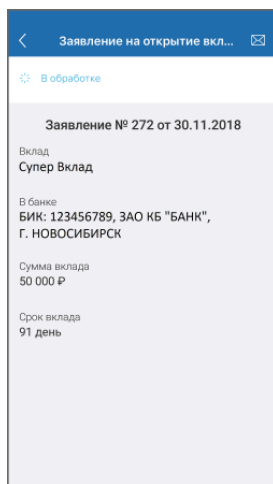 Заявление на открытие вкл...
В обработке
Заявление № 272 от 30.11.2018
Вклад
Супер Вклад
В банке
БИК: 123456789, ЗАО КБ "БАНК",
Г. НОВОСИБИРСК
Сумма вклада
50 000 ₽
Срок вклада
91 день